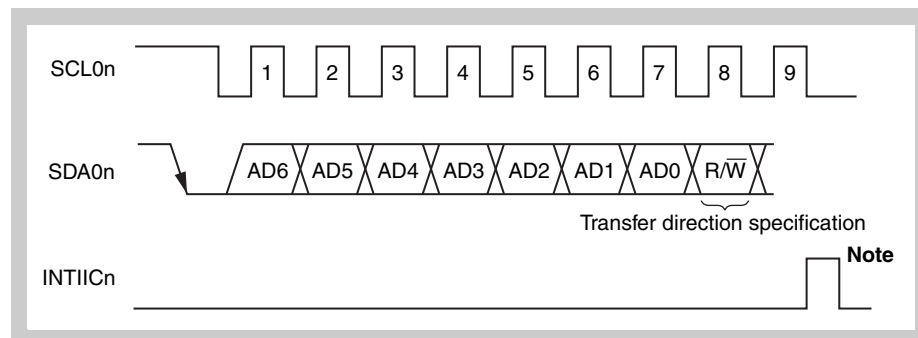 SCL0n 1 2 3 4 5 6 7 8 9
SDA0n AD6 AD5 AD4 AD3 AD2 AD1 AD0 R/W̅
Transfer direction specification
Note
INTIICn